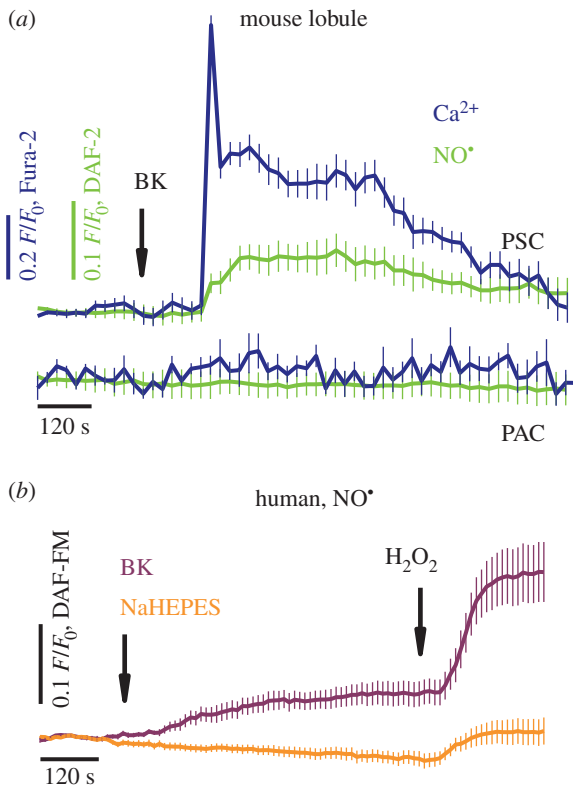 (a)
mouse lobule
Ca²⁺
NO•
0.2 F/F₀, Fura-2
0.1 F/F₀, DAF-2
BK
PSC
120 s
PAC
(b)
human, NO•
0.1 F/F₀, DAF-FM
BK
NaHEPES
H₂O₂
120 s